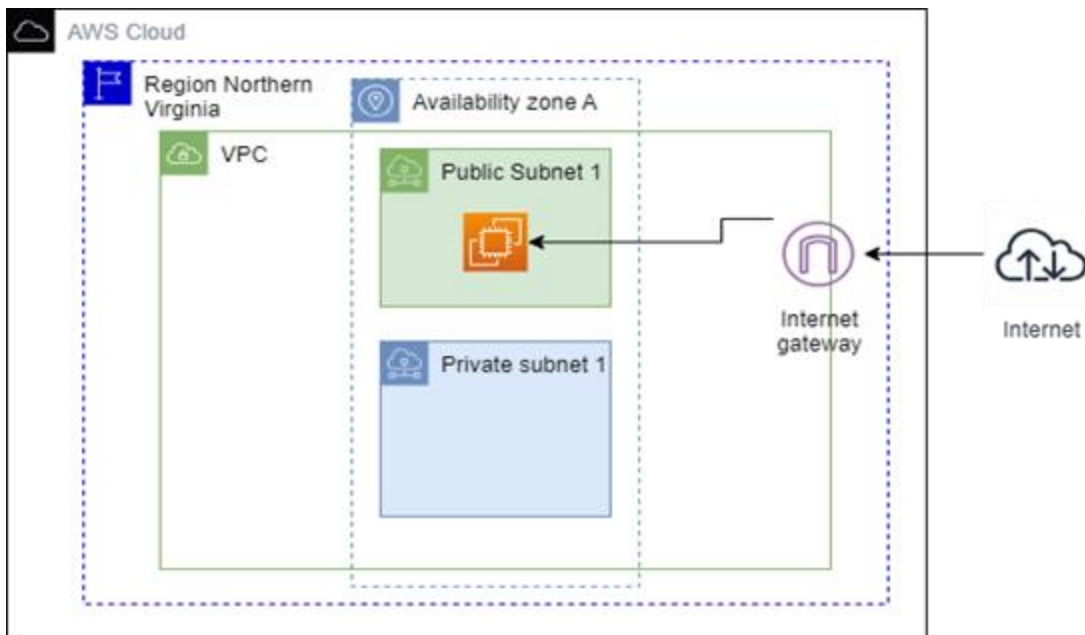 AWS Cloud
Region Northern
Virginia
Availability zone A
VPC
Public Subnet 1
Internet
gateway
Internet
Private subnet 1